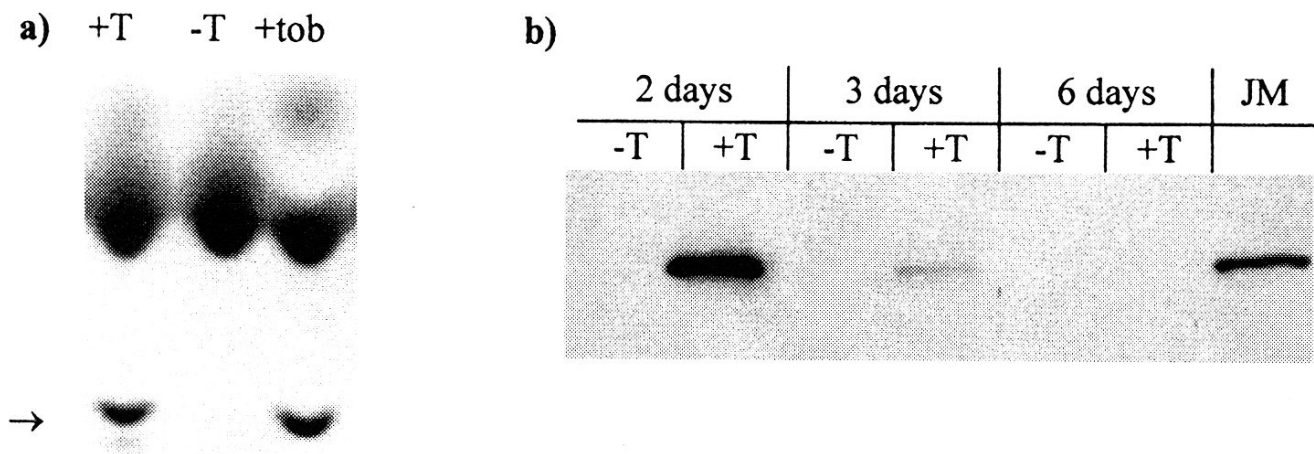 a) +T -T +tob
→
b)
2 days 3 days 6 days JM
-T +T -T +T -T +T